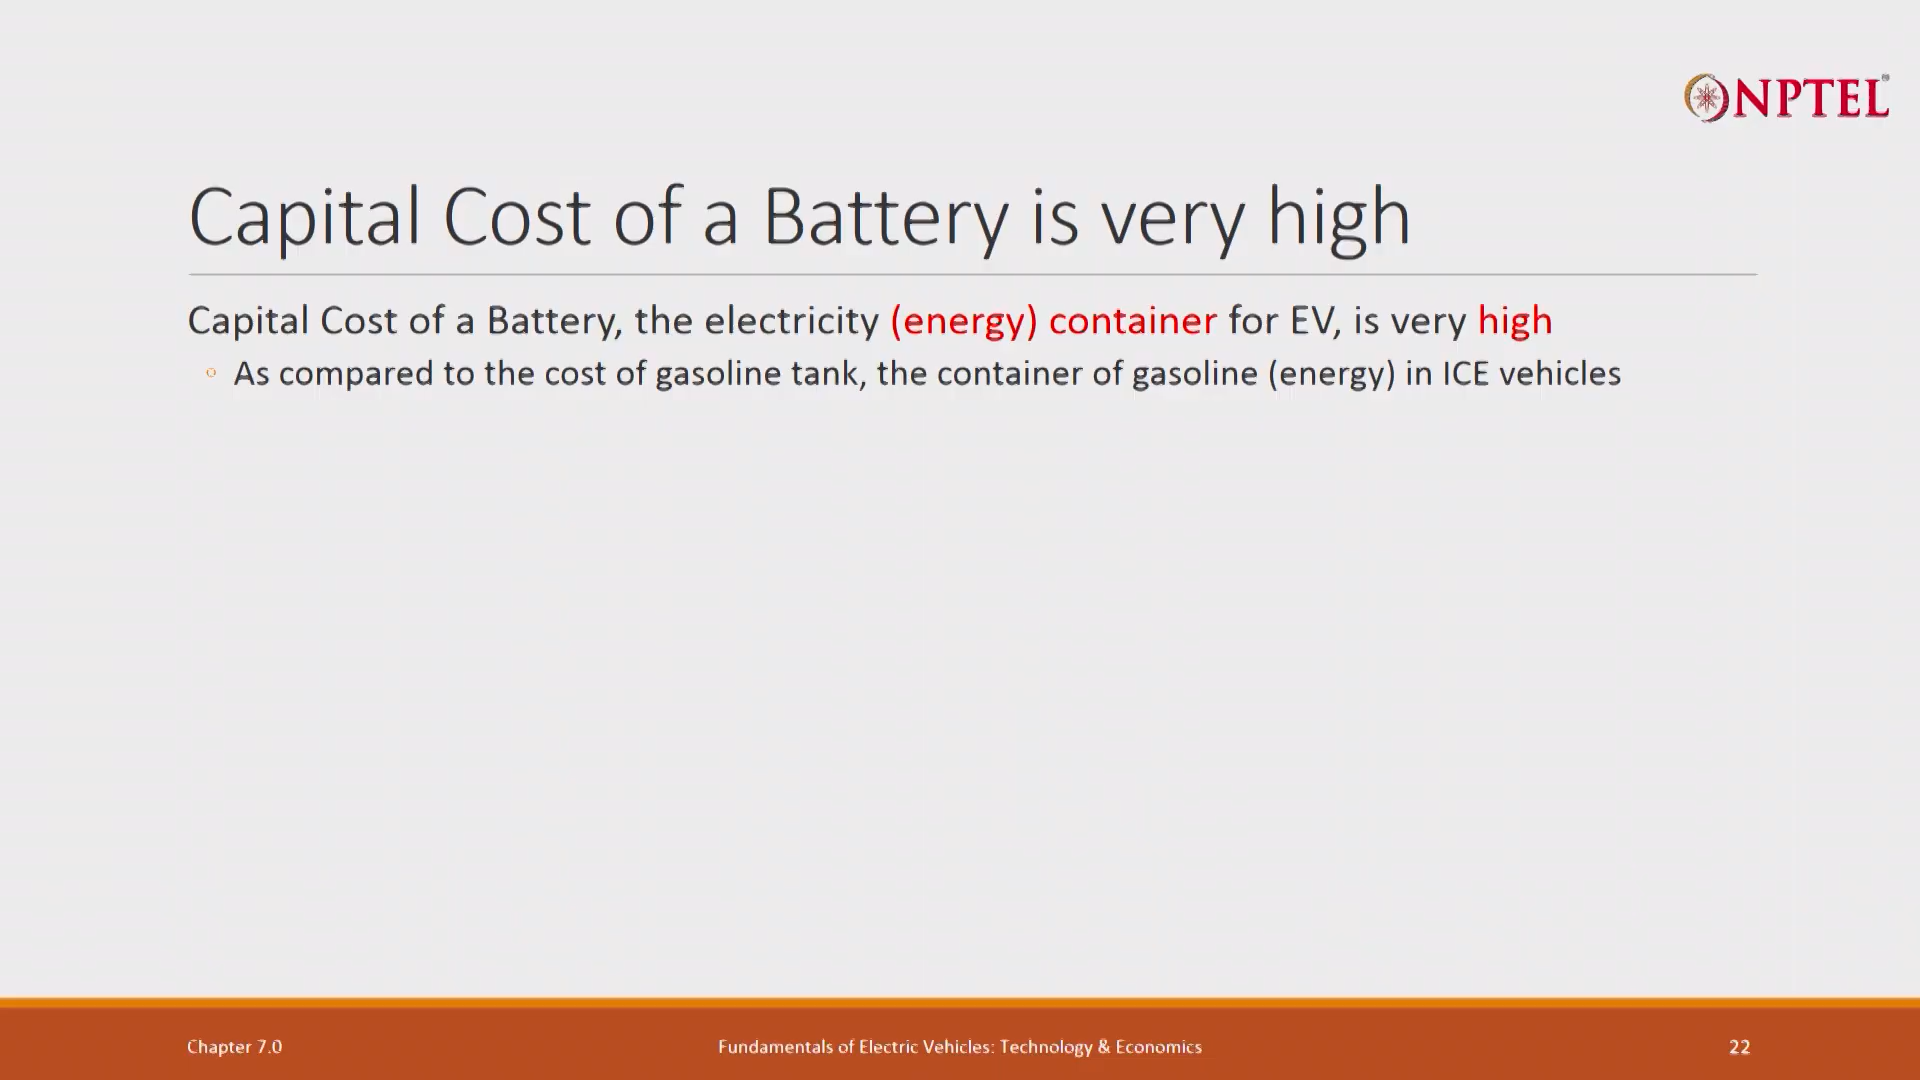 NPTEL
Capital Cost of a Battery is very high
Capital Cost of a Battery, the electricity (energy) container for EV, is very high
As compared to the cost of gasoline tank, the container of gasoline (energy) in ICE vehicles
Chapter 7.0
Fundamentals of Electric Vehicles: Technology & Economics
22